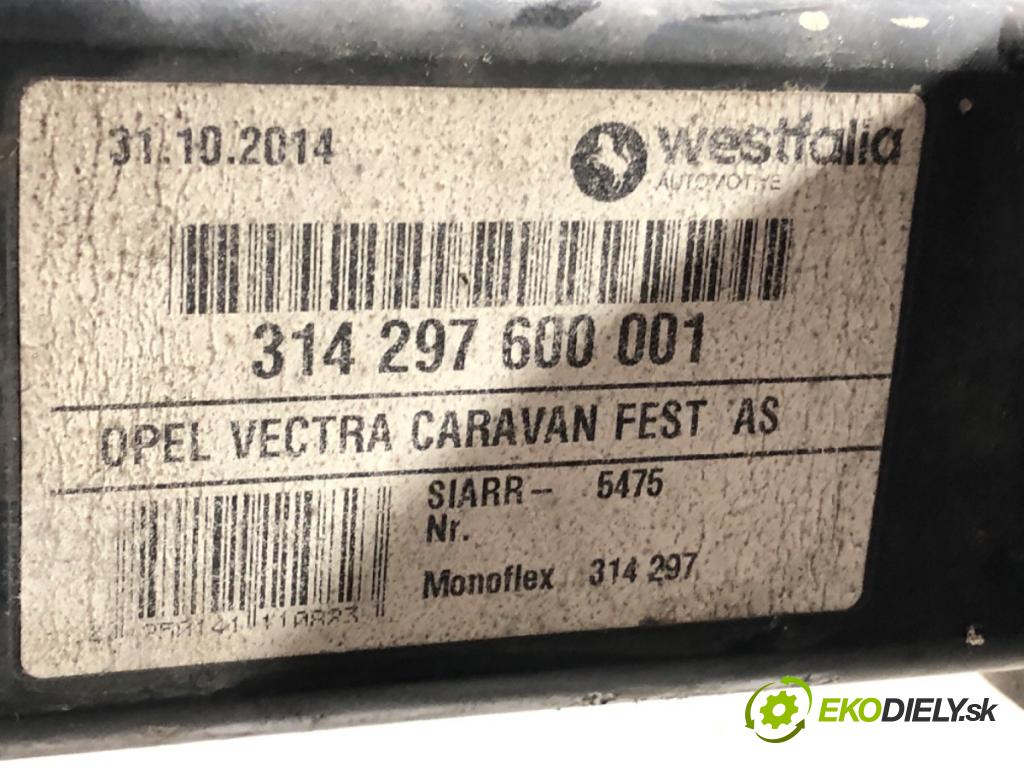 31.10.2014
westfalia
AUTOMOTIVE
314 297 600 001
OPEL VECTRA CARAVAN FEST AS
SIARR- 5475
Nr.
Monoflex 314 297
EKODIELY.sk